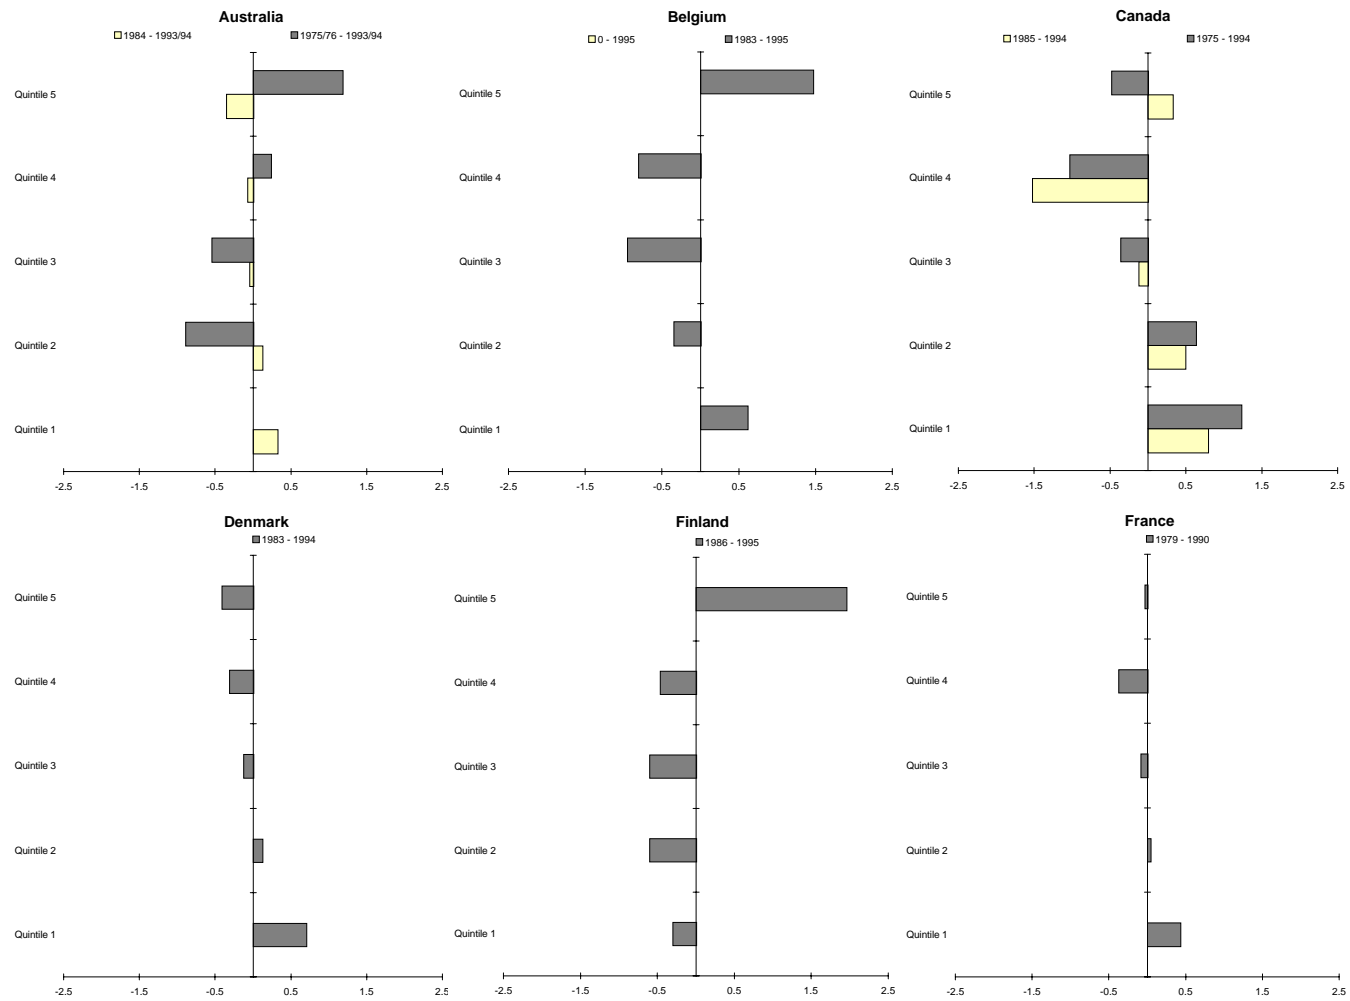 Australia
1984 - 1993/94 1975/76 - 1993/94
Quintile 5
Quintile 4
Quintile 3
Quintile 2
Quintile 1
-2.5 -1.5 -0.5 0.5 1.5 2.5
Belgium
0 - 1995 1983 - 1995
Quintile 5
Quintile 4
Quintile 3
Quintile 2
Quintile 1
-2.5 -1.5 -0.5 0.5 1.5 2.5
Canada
1985 - 1994 1975 - 1994
Quintile 5
Quintile 4
Quintile 3
Quintile 2
Quintile 1
-2.5 -1.5 -0.5 0.5 1.5 2.5
Denmark
1983 - 1994
Quintile 5
Quintile 4
Quintile 3
Quintile 2
Quintile 1
-2.5 -1.5 -0.5 0.5 1.5 2.5
Finland
1986 - 1995
Quintile 5
Quintile 4
Quintile 3
Quintile 2
Quintile 1
-2.5 -1.5 -0.5 0.5 1.5 2.5
France
1979 - 1990
Quintile 5
Quintile 4
Quintile 3
Quintile 2
Quintile 1
-2.5 -1.5 -0.5 0.5 1.5 2.5